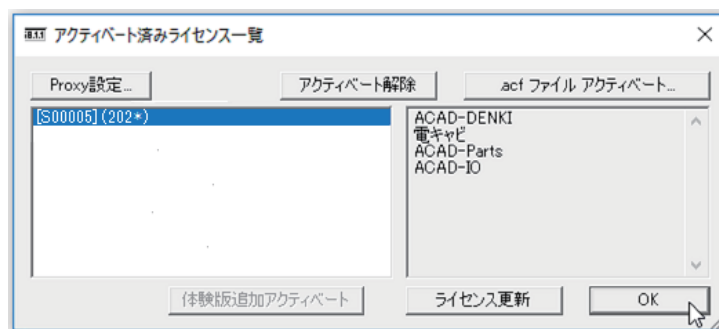 アクティベート済みライセンス一覧
Proxy設定...
アクティベート解除
.acf ファイル アクティベート...
[S00005] (202*)
ACAD-DENKI
電キャビ
ACAD-Parts
ACAD-IO
体験版追加アクティベート
ライセンス更新
OK